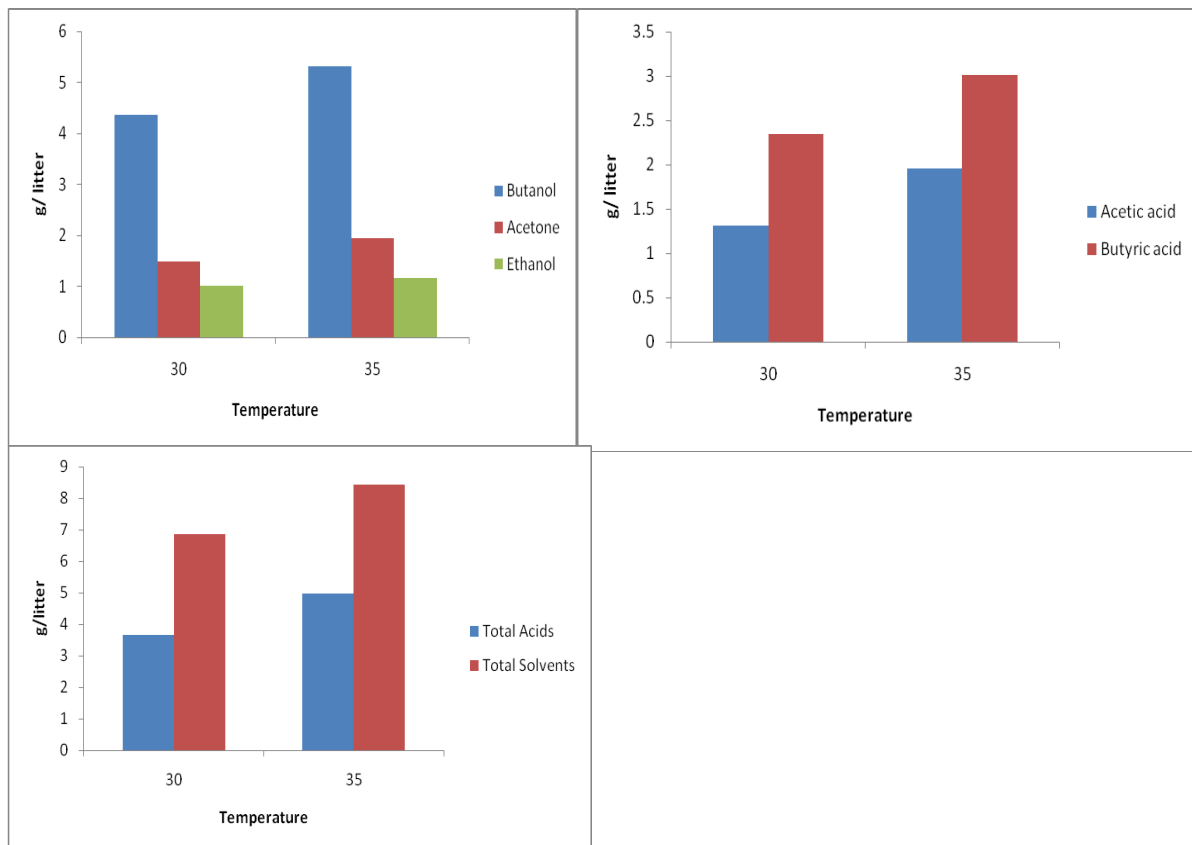 6
5
4
3
2
1
0
g/ litter
30
35
Temperature
Butanol
Acetone
Ethanol
3.5
3
2.5
2
1.5
1
0.5
0
g/ litter
30
35
Temperature
Acetic acid
Butyric acid
9
8
7
6
5
4
3
2
1
0
g/litter
30
35
Temperature
Total Acids
Total Solvents